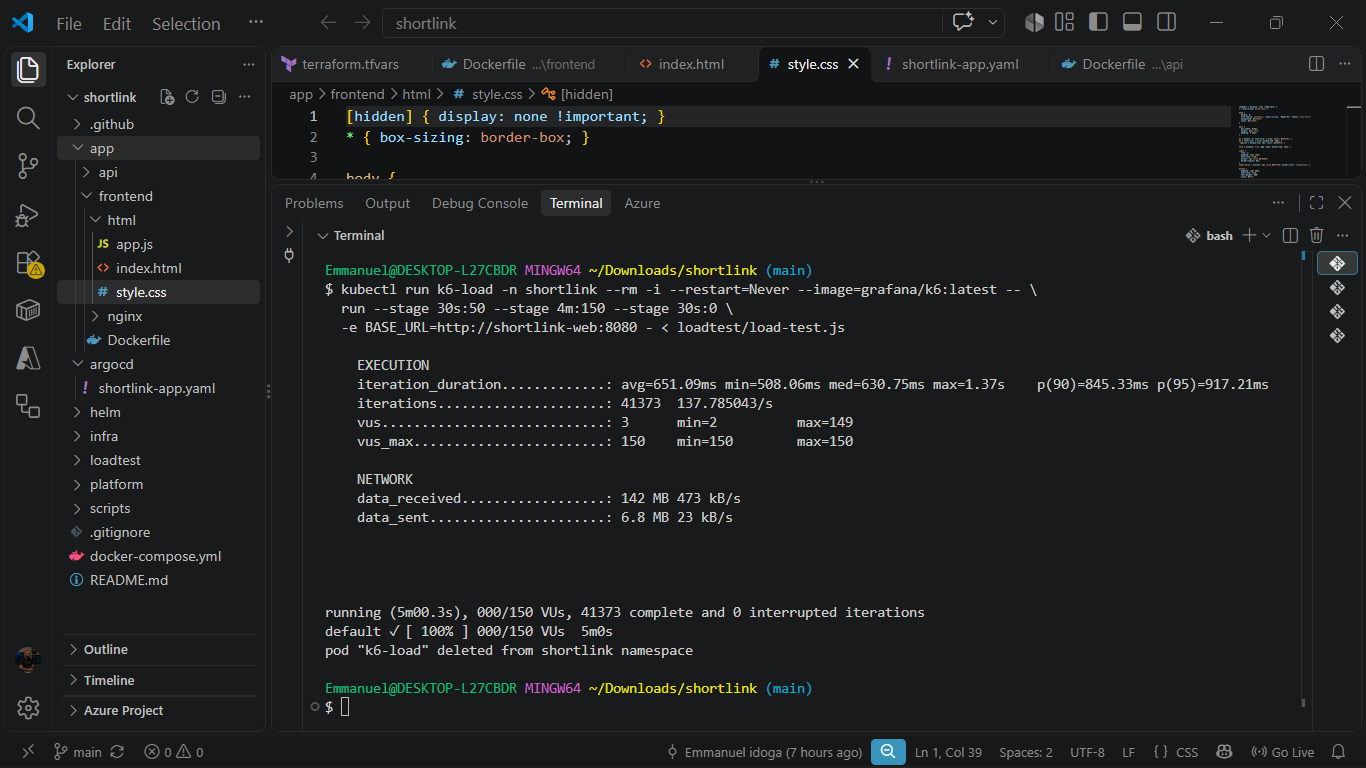 File Edit Selection ···
shortlink
Explorer
shortlink
.github
app
api
frontend
html
JS app.js
<> index.html
# style.css
nginx
Dockerfile
argocd
! shortlink-app.yaml
helm
infra
loadtest
platform
scripts
.gitignore
docker-compose.yml
README.md
Outline
Timeline
Azure Project
terraform.tfvars
Dockerfile ...\frontend
<> index.html
# style.css
! shortlink-app.yaml
Dockerfile ...\api
app > frontend > html > # style.css > [hidden]
1 [hidden] { display: none !important; }
2 * { box-sizing: border-box; }
3
4 body {
Problems Output Debug Console Terminal Azure
Terminal
bash
Emmanuel@DESKTOP-L27CBDR MINGW64 ~/Downloads/shortlink (main)
$ kubectl run k6-load -n shortlink --rm -i --restart=Never --image=grafana/k6:latest -- \
run --stage 30s:50 --stage 4m:150 --stage 30s:0 \
-e BASE_URL=http://shortlink-web:8080 - < loadtest/load-test.js
EXECUTION
iteration_duration.............: avg=651.09ms min=508.06ms med=630.75ms max=1.37s p(90)=845.33ms p(95)=917.21ms
iterations.....................: 41373 137.785043/s
vus............................: 3 min=2 max=149
vus_max........................: 150 min=150 max=150
NETWORK
data_received..................: 142 MB 473 kB/s
data_sent......................: 6.8 MB 23 kB/s
running (5m00.3s), 000/150 VUs, 41373 complete and 0 interrupted iterations
default ✓ [ 100% ] 000/150 VUs 5m0s
pod "k6-load" deleted from shortlink namespace
Emmanuel@DESKTOP-L27CBDR MINGW64 ~/Downloads/shortlink (main)
$
main 0 0 Emmanuel idoga (7 hours ago) Ln 1, Col 39 Spaces: 2 UTF-8 LF { } CSS Go Live